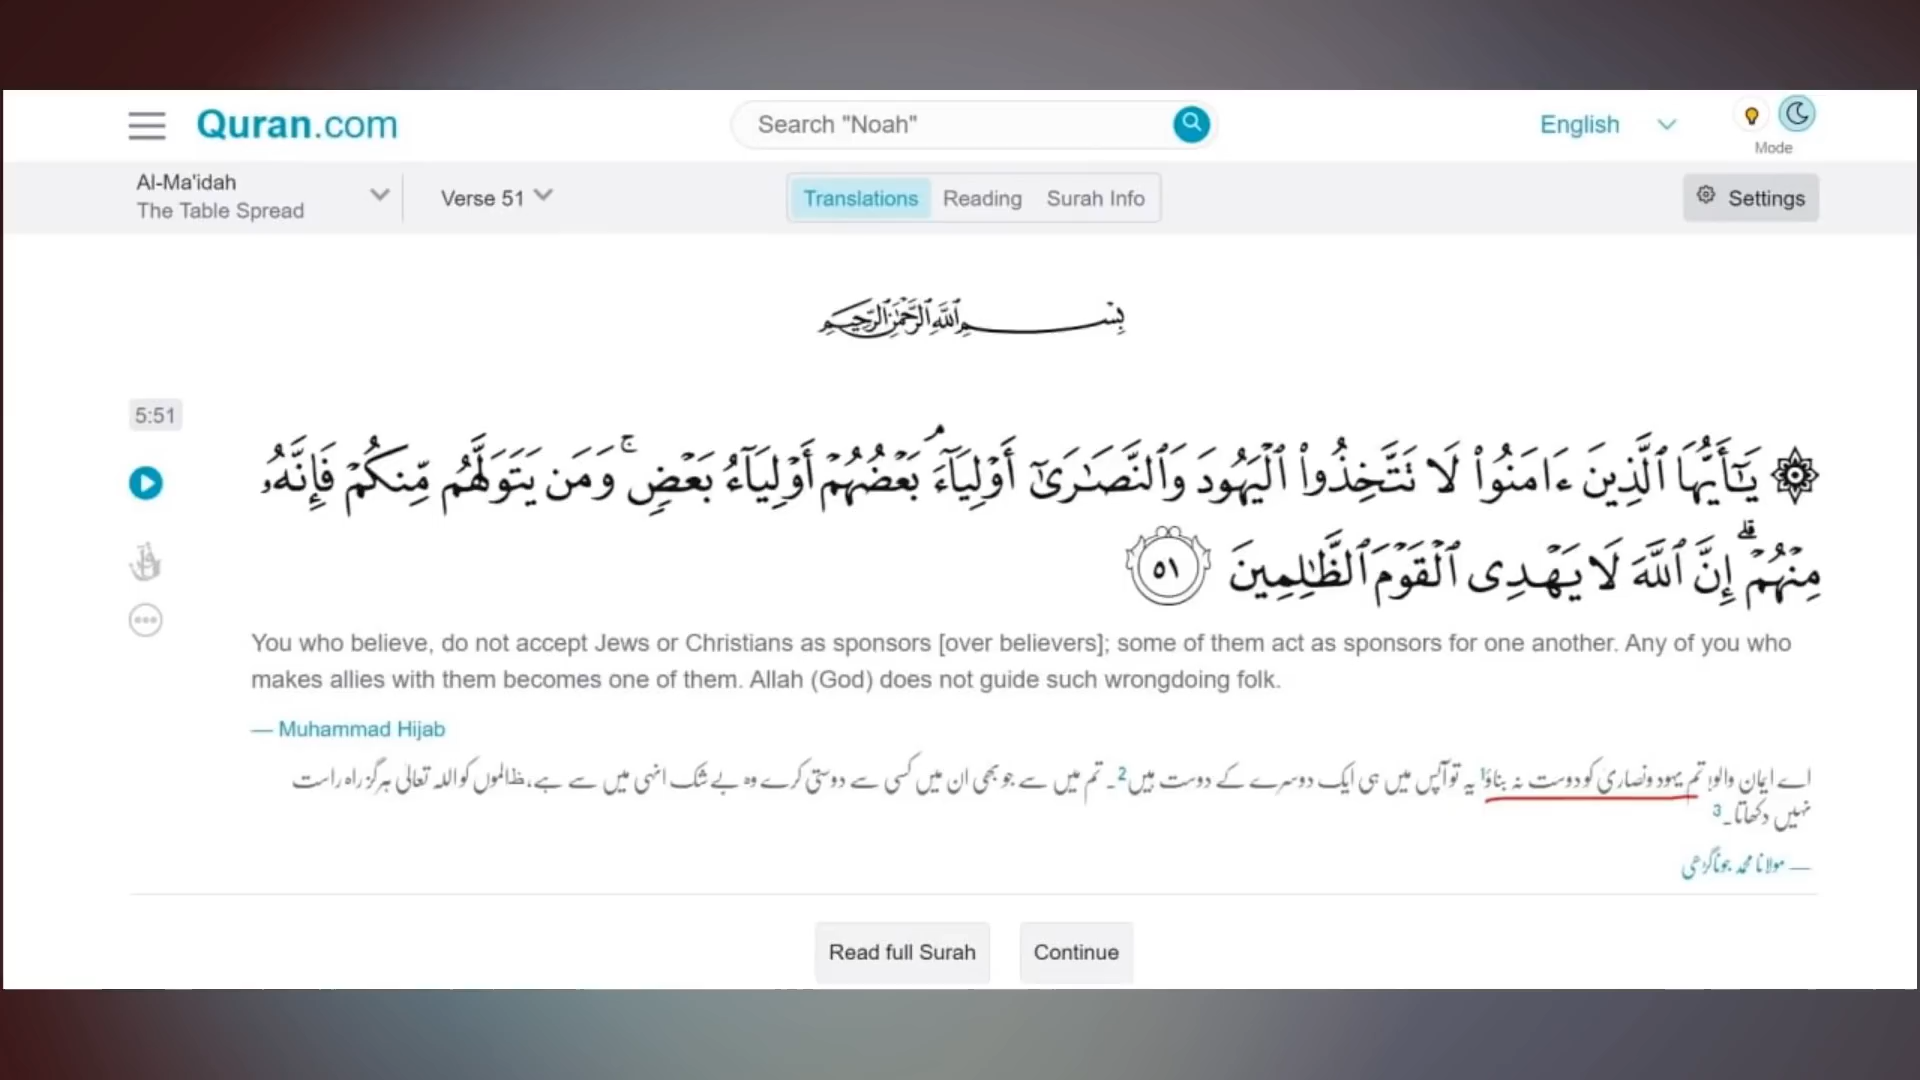 Quran.com
Search "Noah"
English
Mode
Al-Ma'idah
The Table Spread
Verse 51
Translations Reading Surah Info
Settings
بِسْمِ ٱللَّهِ ٱلرَّحْمَٰنِ ٱلرَّحِيمِ
5:51
۞ يَـٰٓأَيُّهَا ٱلَّذِينَ ءَامَنُوا۟ لَا تَتَّخِذُوا۟ ٱلْيَهُودَ وَٱلنَّصَـٰرَىٰٓ أَوْلِيَآءَ ۘ بَعْضُهُمْ أَوْلِيَآءُ بَعْضٍ ۚ وَمَن يَتَوَلَّهُم مِّنكُمْ فَإِنَّهُۥ
مِنْهُمْ ۗ إِنَّ ٱللَّهَ لَا يَهْدِى ٱلْقَوْمَ ٱلظَّـٰلِمِينَ ٥١
You who believe, do not accept Jews or Christians as sponsors [over believers]; some of them act as sponsors for one another. Any of you who
makes allies with them becomes one of them. Allah (God) does not guide such wrongdoing folk.
— Muhammad Hijab
اے ایمان والو! تم یہود ونصاریٰ کو دوست نہ بناؤ1 یہ تو آپس میں ہی ایک دوسرے کے دوست ہیں2۔ تم میں سے جو بھی ان میں کسی سے دوستی کرے وہ بے شک انہی میں سے ہے، ظالموں کو اللہ تعالیٰ ہرگز راه راست
نہیں دکھاتا۔3
— مولانا محمد جوناگڑھی
Read full Surah Continue